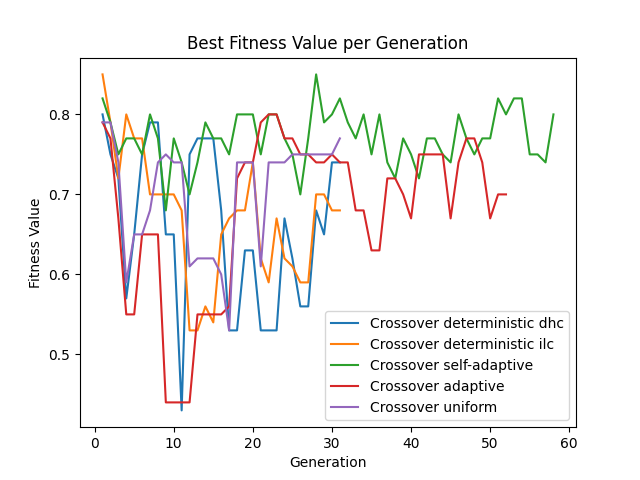 Best Fitness Value per Generation
Fitness Value
0.8
0.7
0.6
0.5
Crossover deterministic dhc
Crossover deterministic ilc
Crossover self-adaptive
Crossover adaptive
Crossover uniform
0 10 20 30 40 50 60
Generation